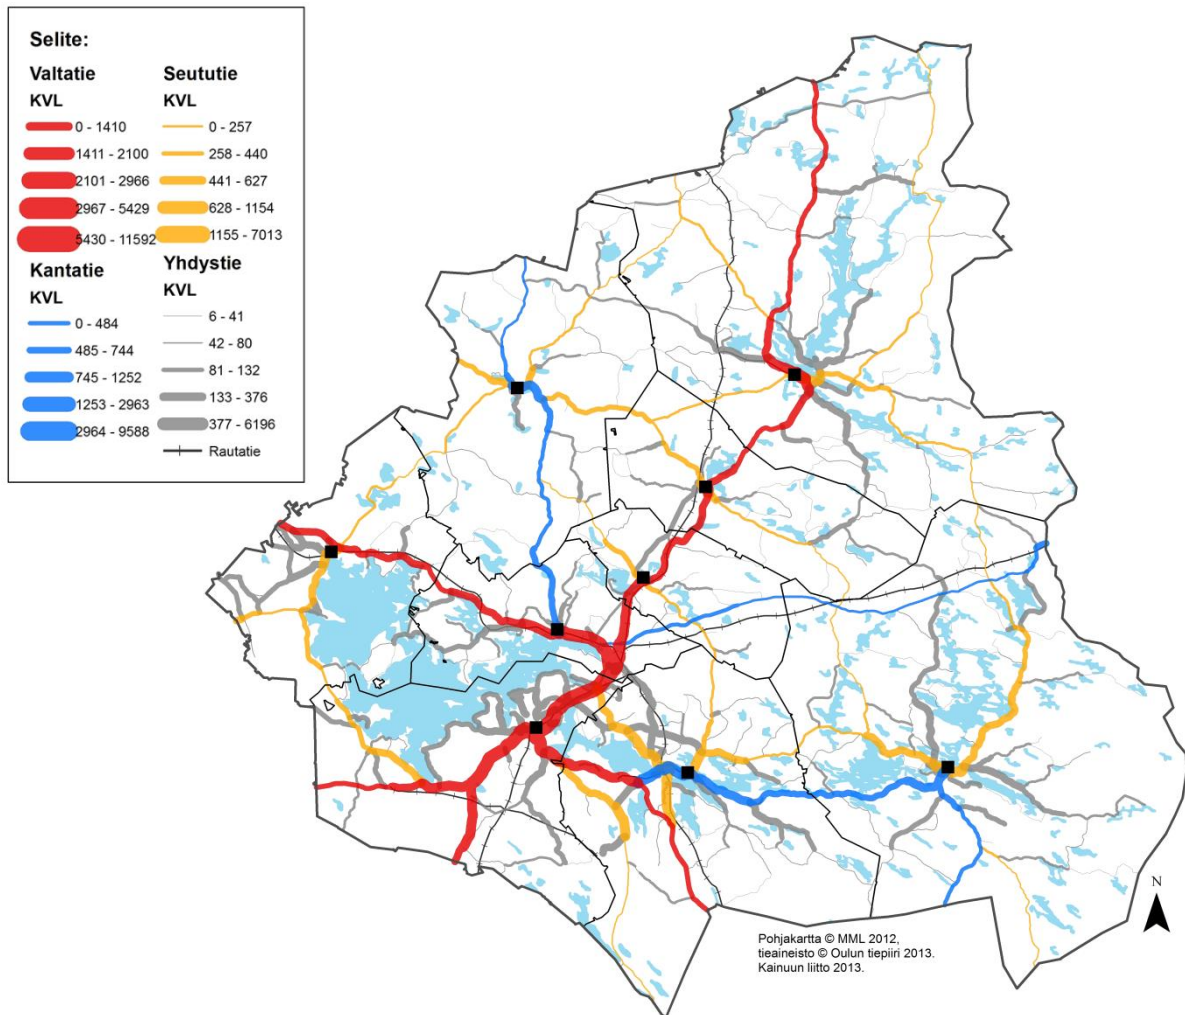 Selite:
Valtatie
KVL
0 - 1410
1411 - 2100
2101 - 2966
2967 - 5429
5430 - 11592
Seututie
KVL
0 - 257
258 - 440
441 - 627
628 - 1154
1155 - 7013
Kantatie
KVL
0 - 484
485 - 744
745 - 1252
1253 - 2963
2964 - 9588
Yhdystie
KVL
6 - 41
42 - 80
81 - 132
133 - 376
377 - 6196
Rautatie
N
Pohjakartta © MML 2012,
tieaineisto © Oulun tiepiiri 2013.
Kainuun liitto 2013.